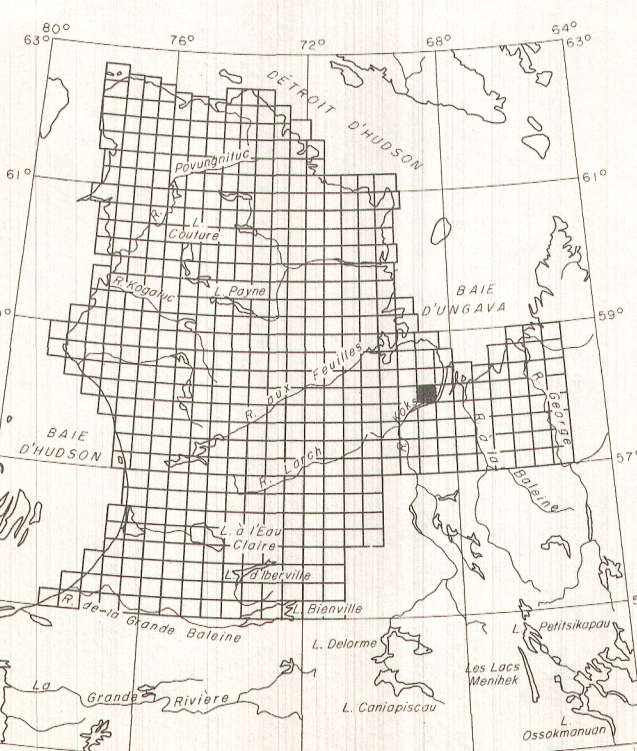 80°
76°
72°
68°
64°
63°
63°
DÉTROIT D'HUDSON
Povungnituc
R.
61°
61°
L.
Couture
R. Kogaluc
L. Payne
BAIE
D'UNGAVA
59°
R. aux Feuilles
R.
George
Koks
R.
R. à la
Baleine
BAIE
D'HUDSON
57°
R. Larch
L. à l'Eau
Claire
L. d'Iberville
L. Bienville
R. de-la Grande Baleine
L. Delorme
L. Petitsikapau
Les Lacs
Menihek
La Grande Rivière
L. Caniapiscau
L.
Ossokmanuan